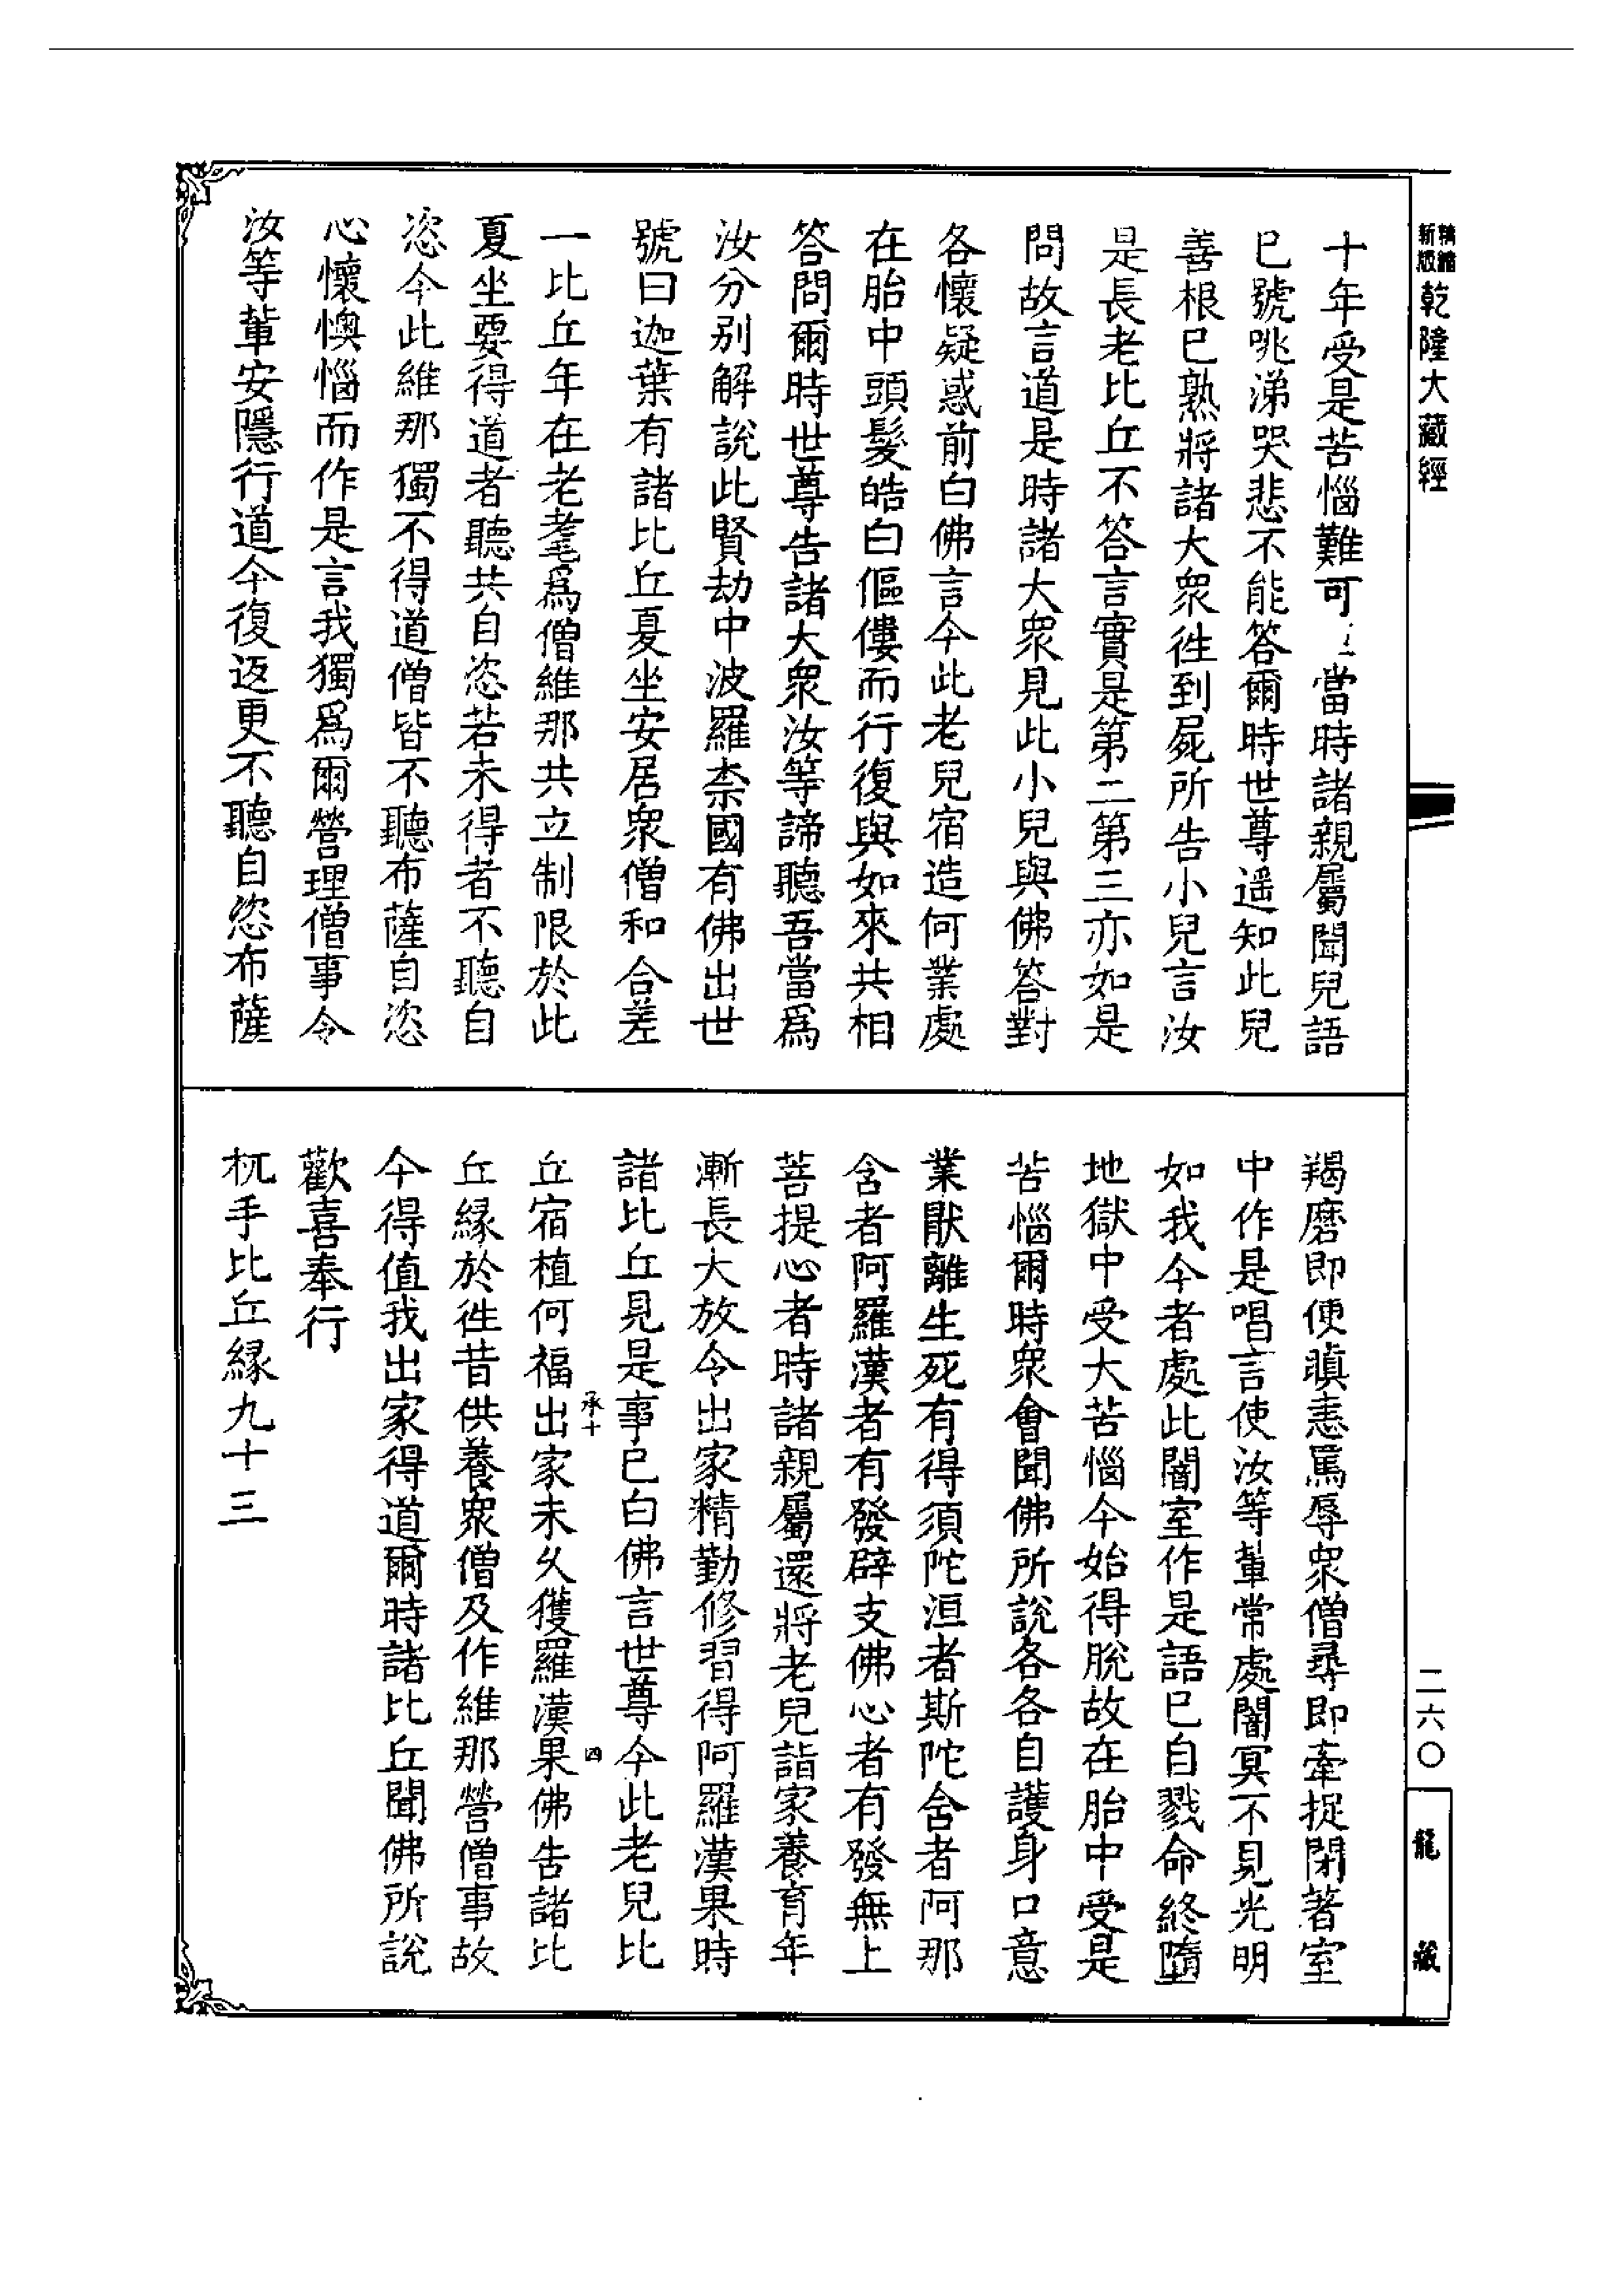 精縮新版乾隆大藏經
十年受是苦惱難可當時諸親屬聞兒語
已號咷涕哭悲不能答爾時世尊遥知此兒
善根已熟將諸大衆徃到屍所告小兒言汝
是長老比丘不答言實是第二第三亦如是
問故言道是時諸大衆見此小兒與佛答對
各懷疑惑前白佛言今此老兒宿造何業處
在胎中頭髮皓白傴僂而行復與如來共相
答問爾時世尊告諸大衆汝等諦聽吾當爲
汝分别解說此賢劫中波羅柰國有佛出世
號曰迦葉有諸比丘夏坐安居衆僧和合差
一比丘年在老耄爲僧維那共立制限於此
夏坐要得道者聽共自恣若未得者不聽自
恣今此維那獨不得道僧皆不聽布薩自恣
心懷懊惱而作是言我獨爲爾營理僧事令
汝等軰安隱行道今復返更不聽自恣布薩
羯磨即便瞋恚罵辱衆僧尋即牽捉閉著室
中作是唱言使汝等軰常處闇冥不見光明
如我今者處此闇室作是語已自戮命終墮
地獄中受大苦惱今始得脫故在胎中受是
苦惱爾時衆會聞佛所說各各自護身口意
業猒離生死有得須陀洹者斯陀含者阿那
含者阿羅漢者有發辟支佛心者有發無上
菩提心者時諸親屬還將老兒詣家養育年
漸長大放令出家精勤修習得阿羅漢果時
諸比丘見是事已白佛言世尊今此老兒比
丘宿植何福出家未久獲羅漢果佛告諸比
承十 四
丘緣於徃昔供養衆僧及作維那營僧事故
今得值我出家得道爾時諸比丘聞佛所說
歡喜奉行
杌手比丘緣九十三
二六〇
龍藏